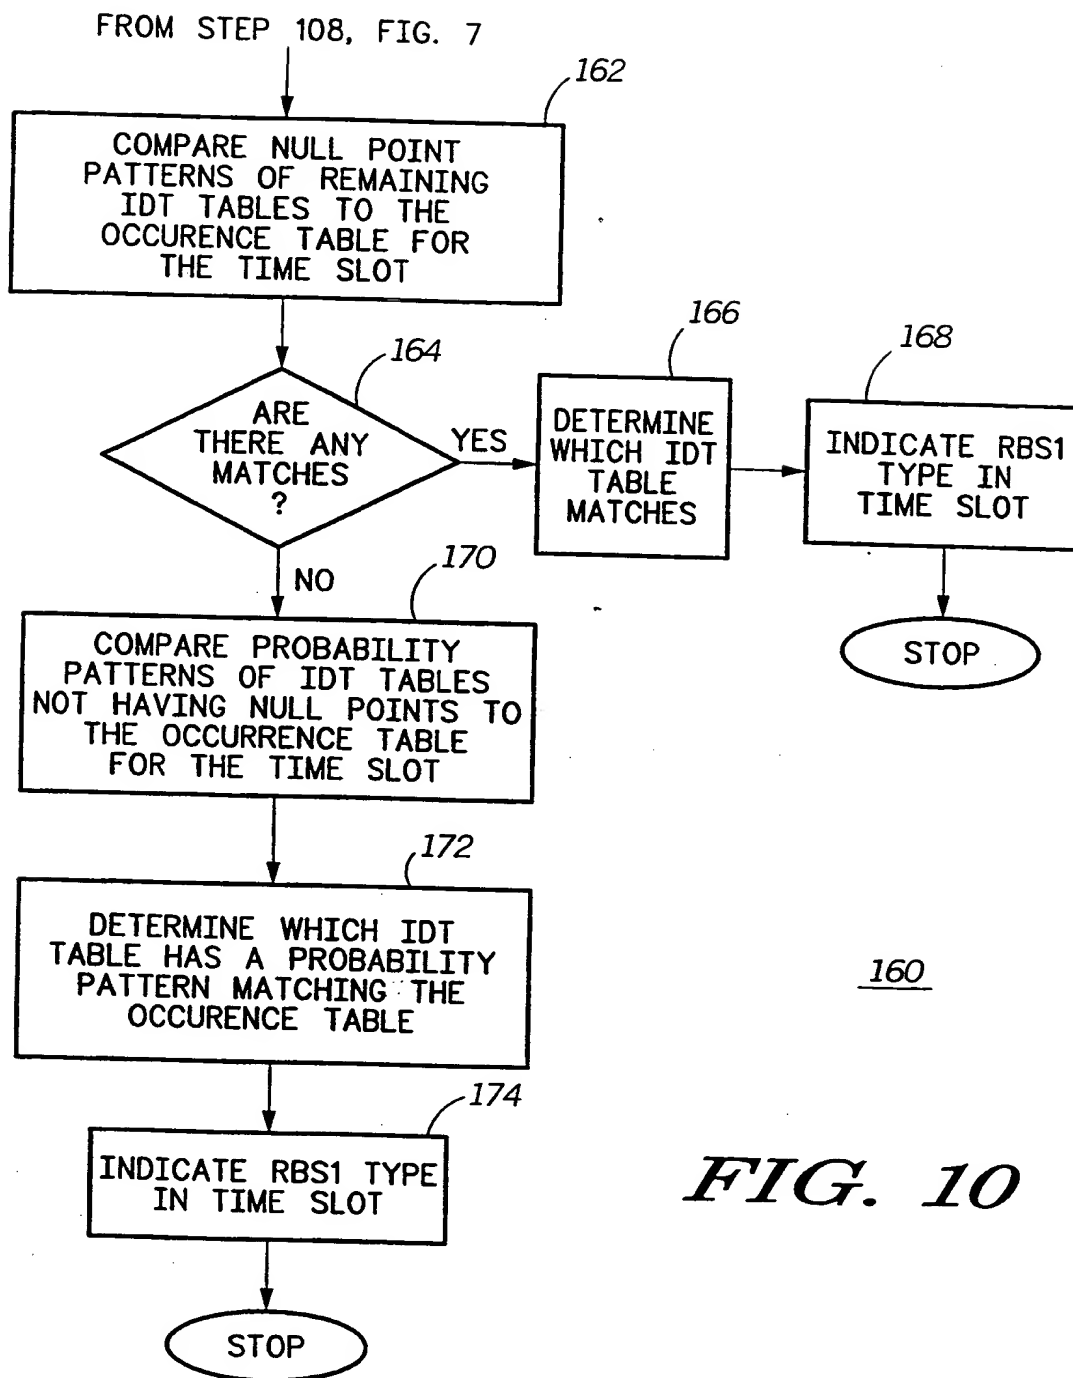 FROM STEP 108, FIG. 7
162
COMPARE NULL POINT
PATTERNS OF REMAINING
IDT TABLES TO THE
OCCURENCE TABLE FOR
THE TIME SLOT
164
ARE
THERE ANY
MATCHES
?
YES
166
DETERMINE
WHICH IDT
TABLE
MATCHES
168
INDICATE RBS1
TYPE IN
TIME SLOT
STOP
NO
170
COMPARE PROBABILITY
PATTERNS OF IDT TABLES
NOT HAVING NULL POINTS TO
THE OCCURRENCE TABLE
FOR THE TIME SLOT
172
DETERMINE WHICH IDT
TABLE HAS A PROBABILITY
PATTERN MATCHING THE
OCCURENCE TABLE
160
174
INDICATE RBS1 TYPE
IN TIME SLOT
STOP
FIG. 10